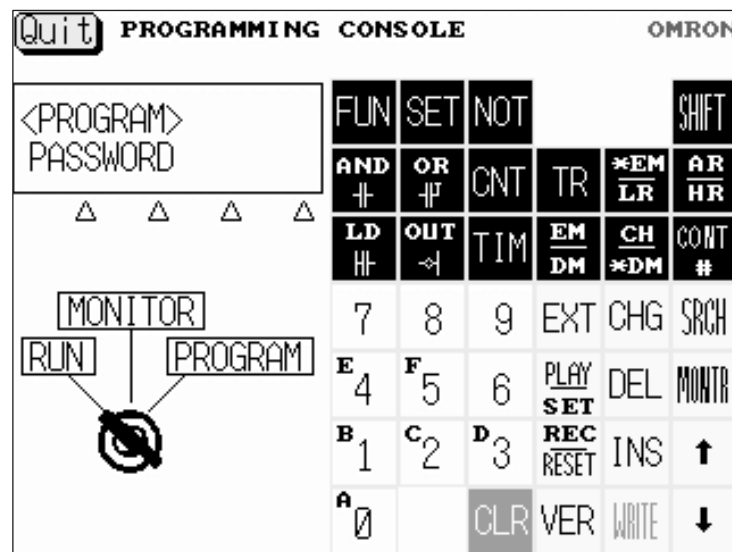 Quit PROGRAMMING CONSOLE OMRON
<PROGRAM>
PASSWORD
FUN SET NOT SHIFT
AND OR CNT TR *EM LR AR HR
LD OUT TIM EM DM CH *DM CONT #
MONITOR
RUN PROGRAM
7 8 9 EXT CHG SRCH
E 4 F 5 6 PLAY SET DEL MONTR
B 1 C 2 D 3 REC RESET INS ↑
A 0 CLR VER WRITE ↓